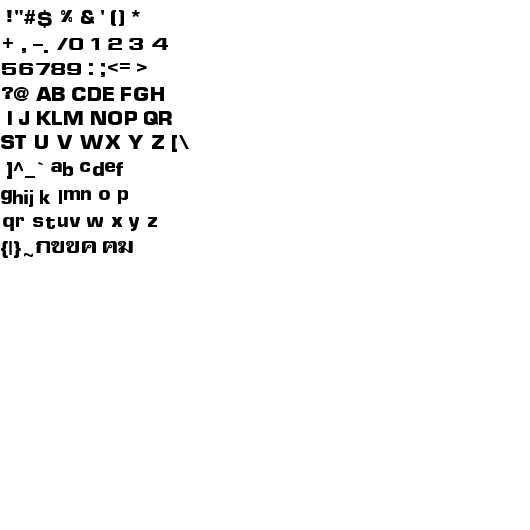 !"#$ % & ' () *
+ , -. /0 1 2 3 4
56789 : ;<= >
?@ AB CDE FGH
I J KLM NOP QR
ST U V WX Y Z [\
]^_` ab cdef
ghij k lmn o p
qr stuv w x y z
{|}~กขฃค ฅฆ